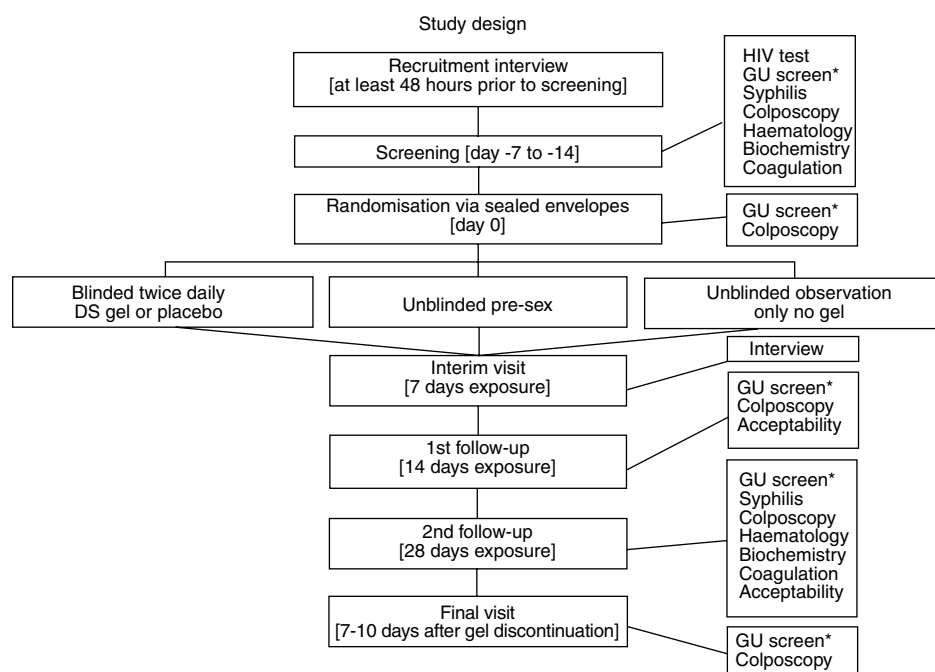 Study design
Recruitment interview
[at least 48 hours prior to screening]
HIV test
GU screen*
Syphilis
Colposcopy
Haematology
Biochemistry
Coagulation
Screening [day -7 to -14]
Randomisation via sealed envelopes
[day 0]
GU screen*
Colposcopy
Blinded twice daily
DS gel or placebo
Unblinded pre-sex
Unblinded observation
only no gel
Interim visit
[7 days exposure]
Interview
1st follow-up
[14 days exposure]
GU screen*
Colposcopy
Acceptability
2nd follow-up
[28 days exposure]
GU screen*
Syphilis
Colposcopy
Haematology
Biochemistry
Coagulation
Acceptability
Final visit
[7-10 days after gel discontinuation]
GU screen*
Colposcopy